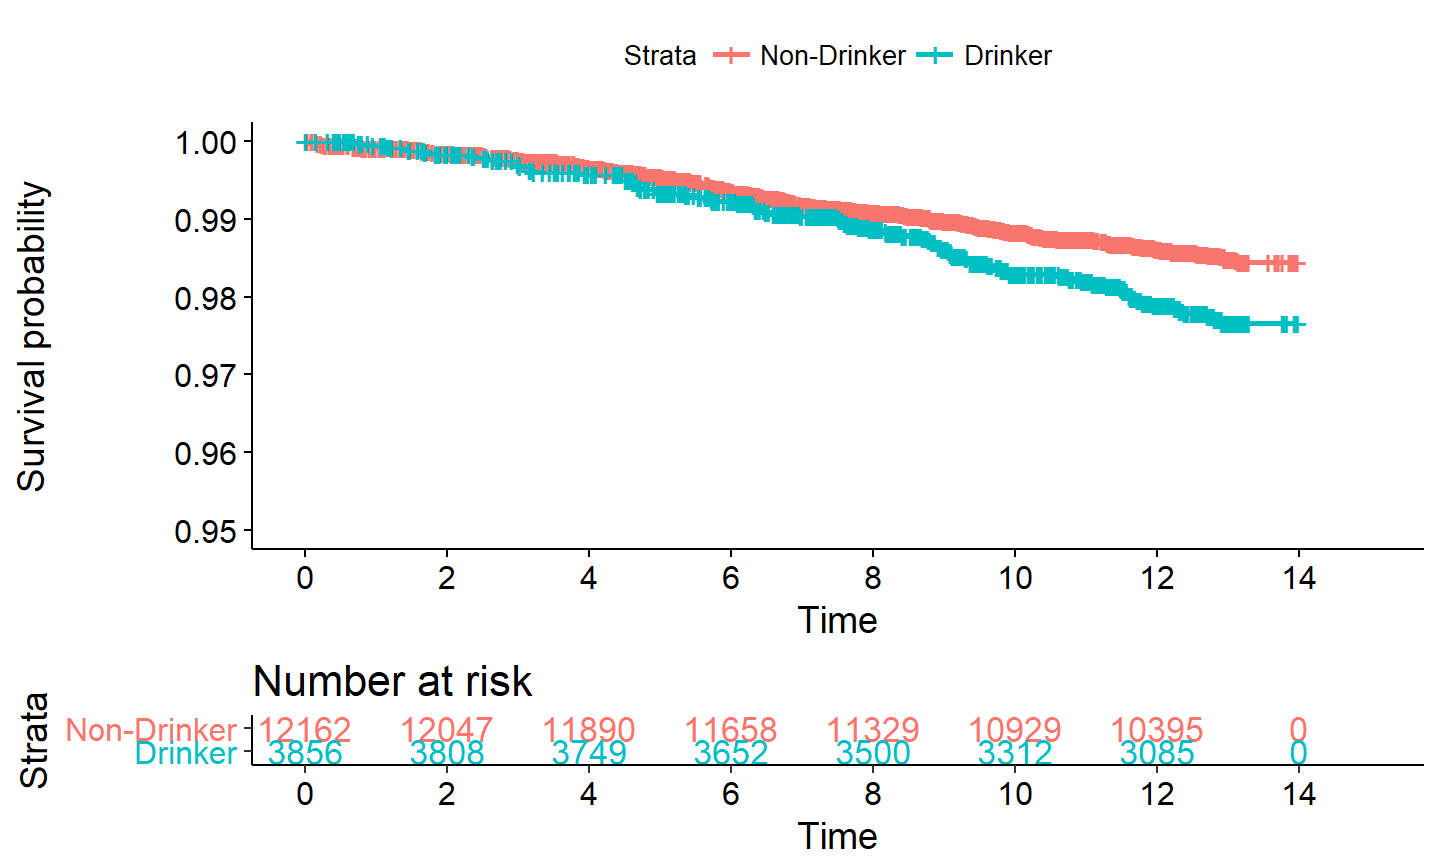 Strata Non-Drinker Drinker
Survival probability
1.00
0.99
0.98
0.97
0.96
0.95
0 2 4 6 8 10 12 14
Time
Number at risk
Strata
Non-Drinker 12162 12047 11890 11658 11329 10929 10395 0
Drinker 3856 3808 3749 3652 3500 3312 3085 0
0 2 4 6 8 10 12 14
Time